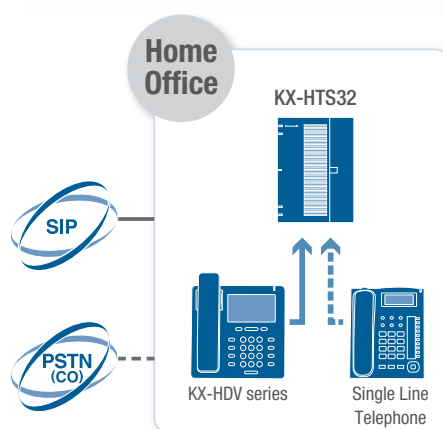 Home
Office
KX-HTS32
SIP
PSTN
(CO)
KX-HDV series
Single Line
Telephone